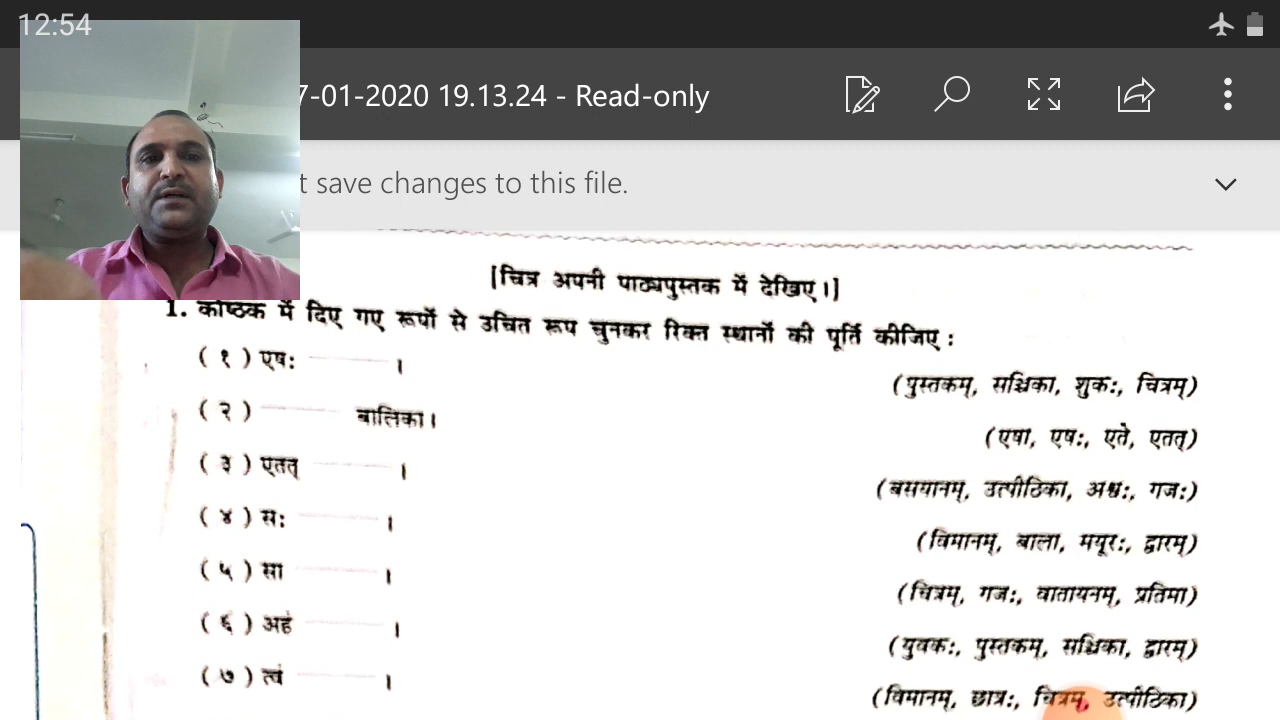 12:54
7-01-2020 19.13.24 - Read-only
t save changes to this file.
[चित्र अपनी पाठ्यपुस्तक में देखिए।]
1. कोष्ठक में दिए गए रूपों से उचित रूप चुनकर रिक्त स्थानों की पूर्ति कीजिए :
(१) एषः ——— । (पुस्तकम्, सञ्चिका, शुकः, चित्रम्)
(२) ——— बालिका। (एषा, एषः, एते, एतत्)
(३) एतत् ——— । (बसयानम्, उत्पीठिका, अश्वः, गजः)
(४) सः ——— । (विमानम्, बाला, मयूरः, द्वारम्)
(५) सा ——— । (चित्रम्, गजः, वातायनम्, प्रतिमा)
(६) अहं ——— । (युवकः, पुस्तकम्, सञ्चिका, द्वारम्)
(७) त्वं ——— । (विमानम्, छात्रः, चित्रम्, उत्पीठिका)